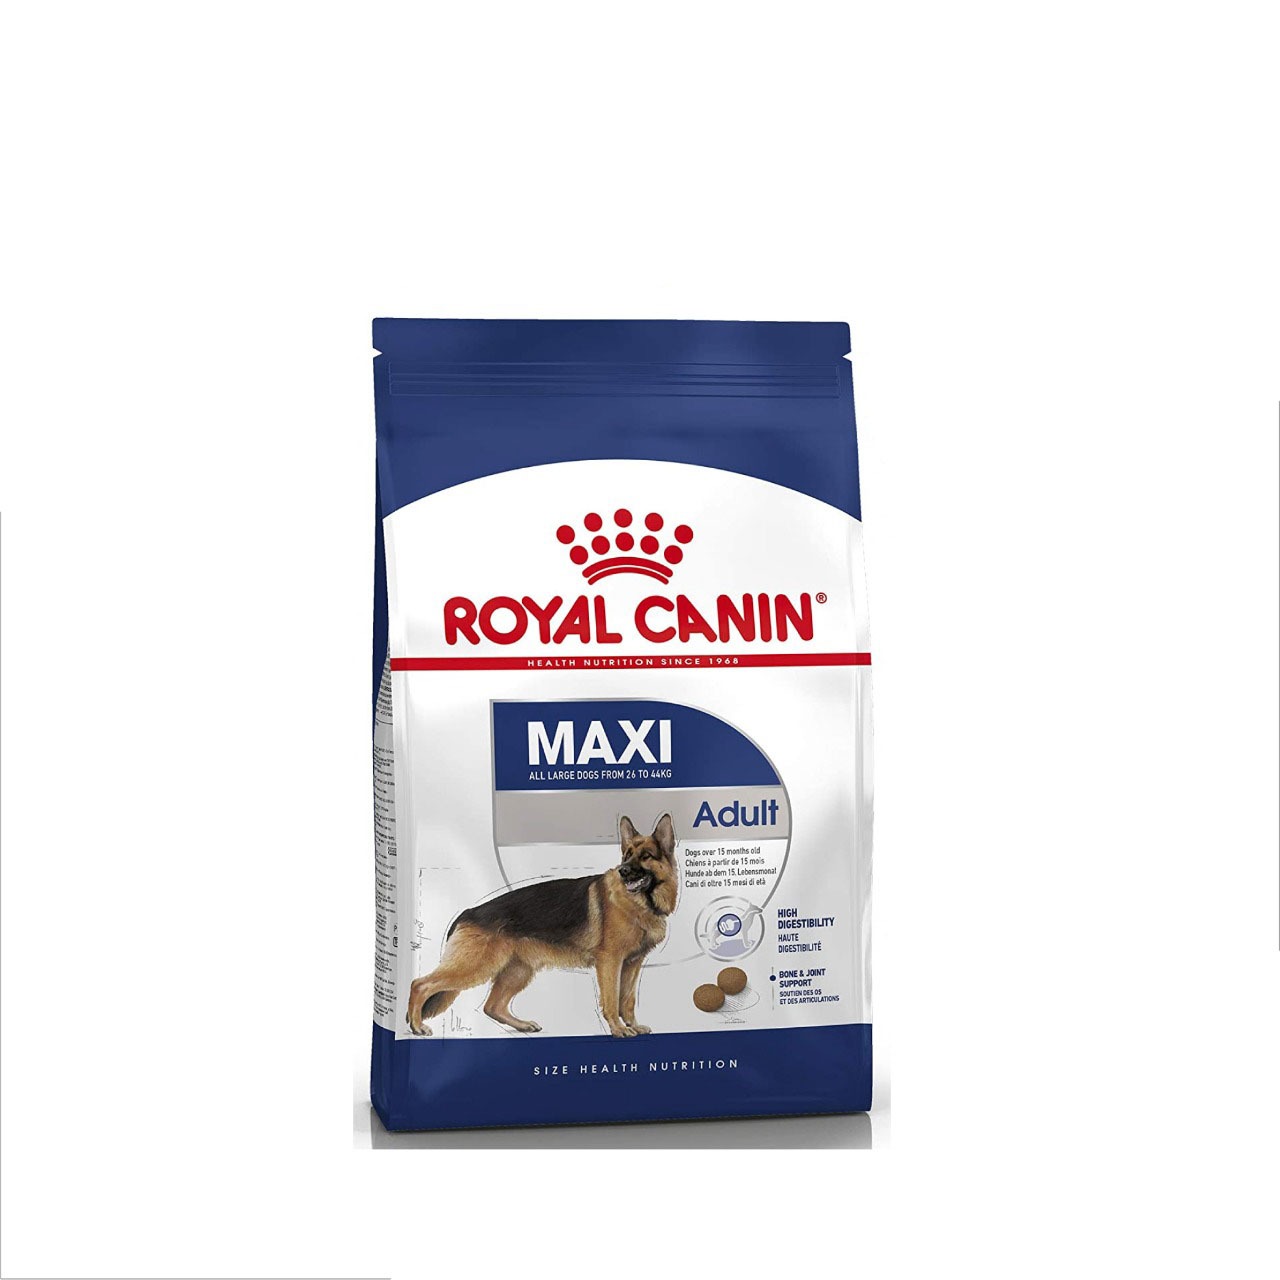 ROYAL CANIN®
HEALTH NUTRITION SINCE 1968
MAXI
ALL LARGE DOGS FROM 26 TO 44KG
Adult
Dogs over 15 months old
Chiens à partir de 15 mois
Hunde ab dem 15. Lebensmonat
Cani di oltre 15 mesi di età
HIGH
DIGESTIBILITY
HAUTE
DIGESTIBILITÉ
BONE & JOINT
SUPPORT
SOUTIEN DES OS
ET DES ARTICULATIONS
SIZE HEALTH NUTRITION